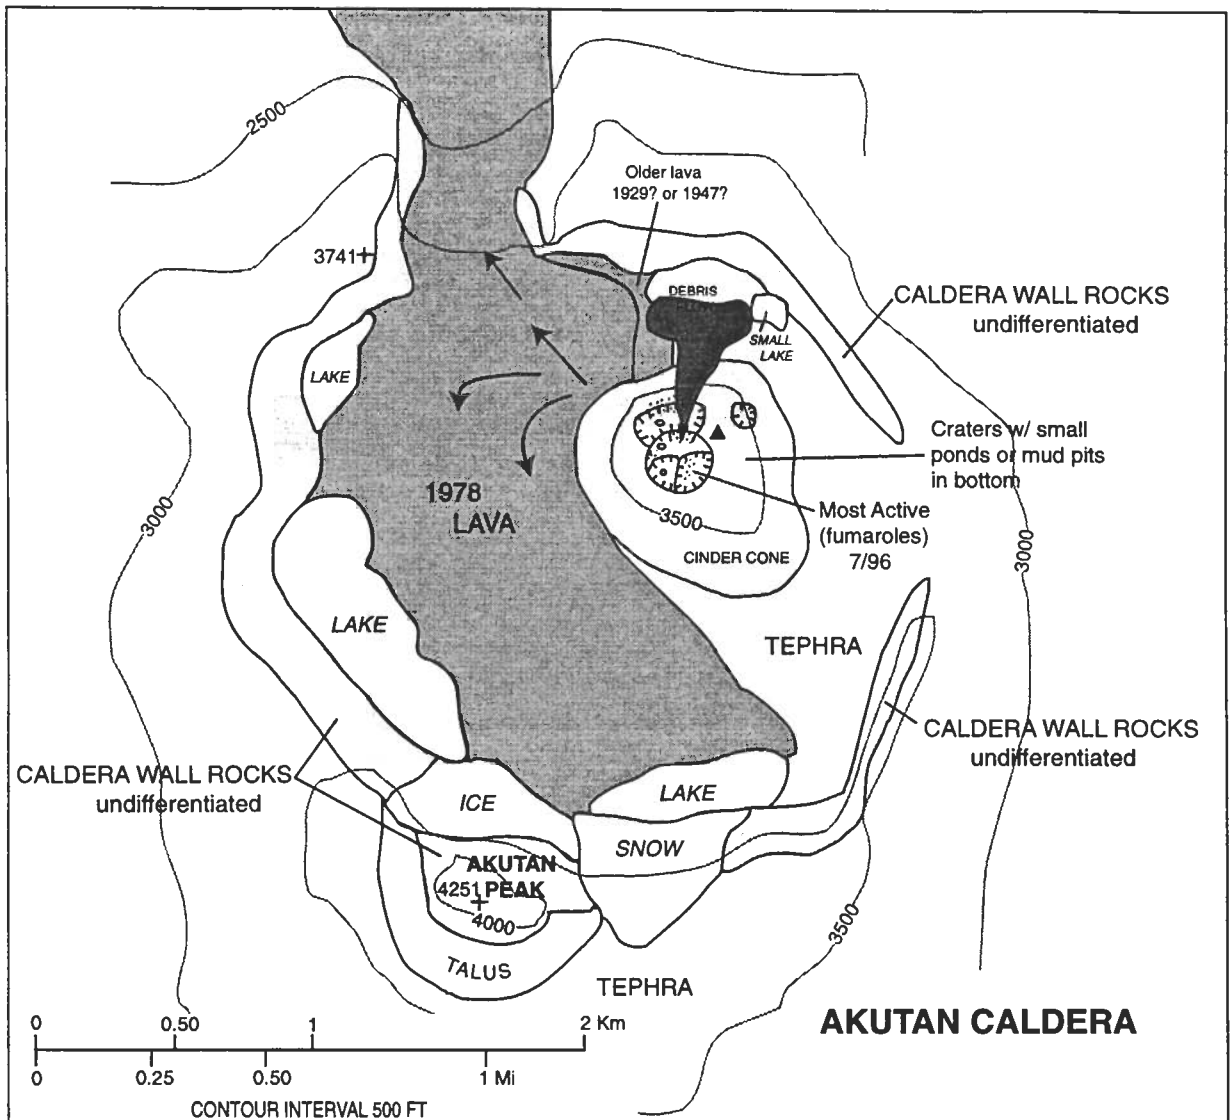 2500
Older lava
1929? or 1947?
3741
DEBRIS
CALDERA WALL ROCKS
undifferentiated
SMALL
LAKE
LAKE
Craters w/ small
ponds or mud pits
in bottom
3000
1978
LAVA
3500
Most Active
(fumaroles)
7/96
CINDER CONE
3000
LAKE
TEPHRA
CALDERA WALL ROCKS
undifferentiated
CALDERA WALL ROCKS
undifferentiated
ICE
LAKE
SNOW
AKUTAN
PEAK
4251
4000
3500
TALUS
TEPHRA
AKUTAN CALDERA
0 0.50 1 2 Km
0 0.25 0.50 1 Mi
CONTOUR INTERVAL 500 FT